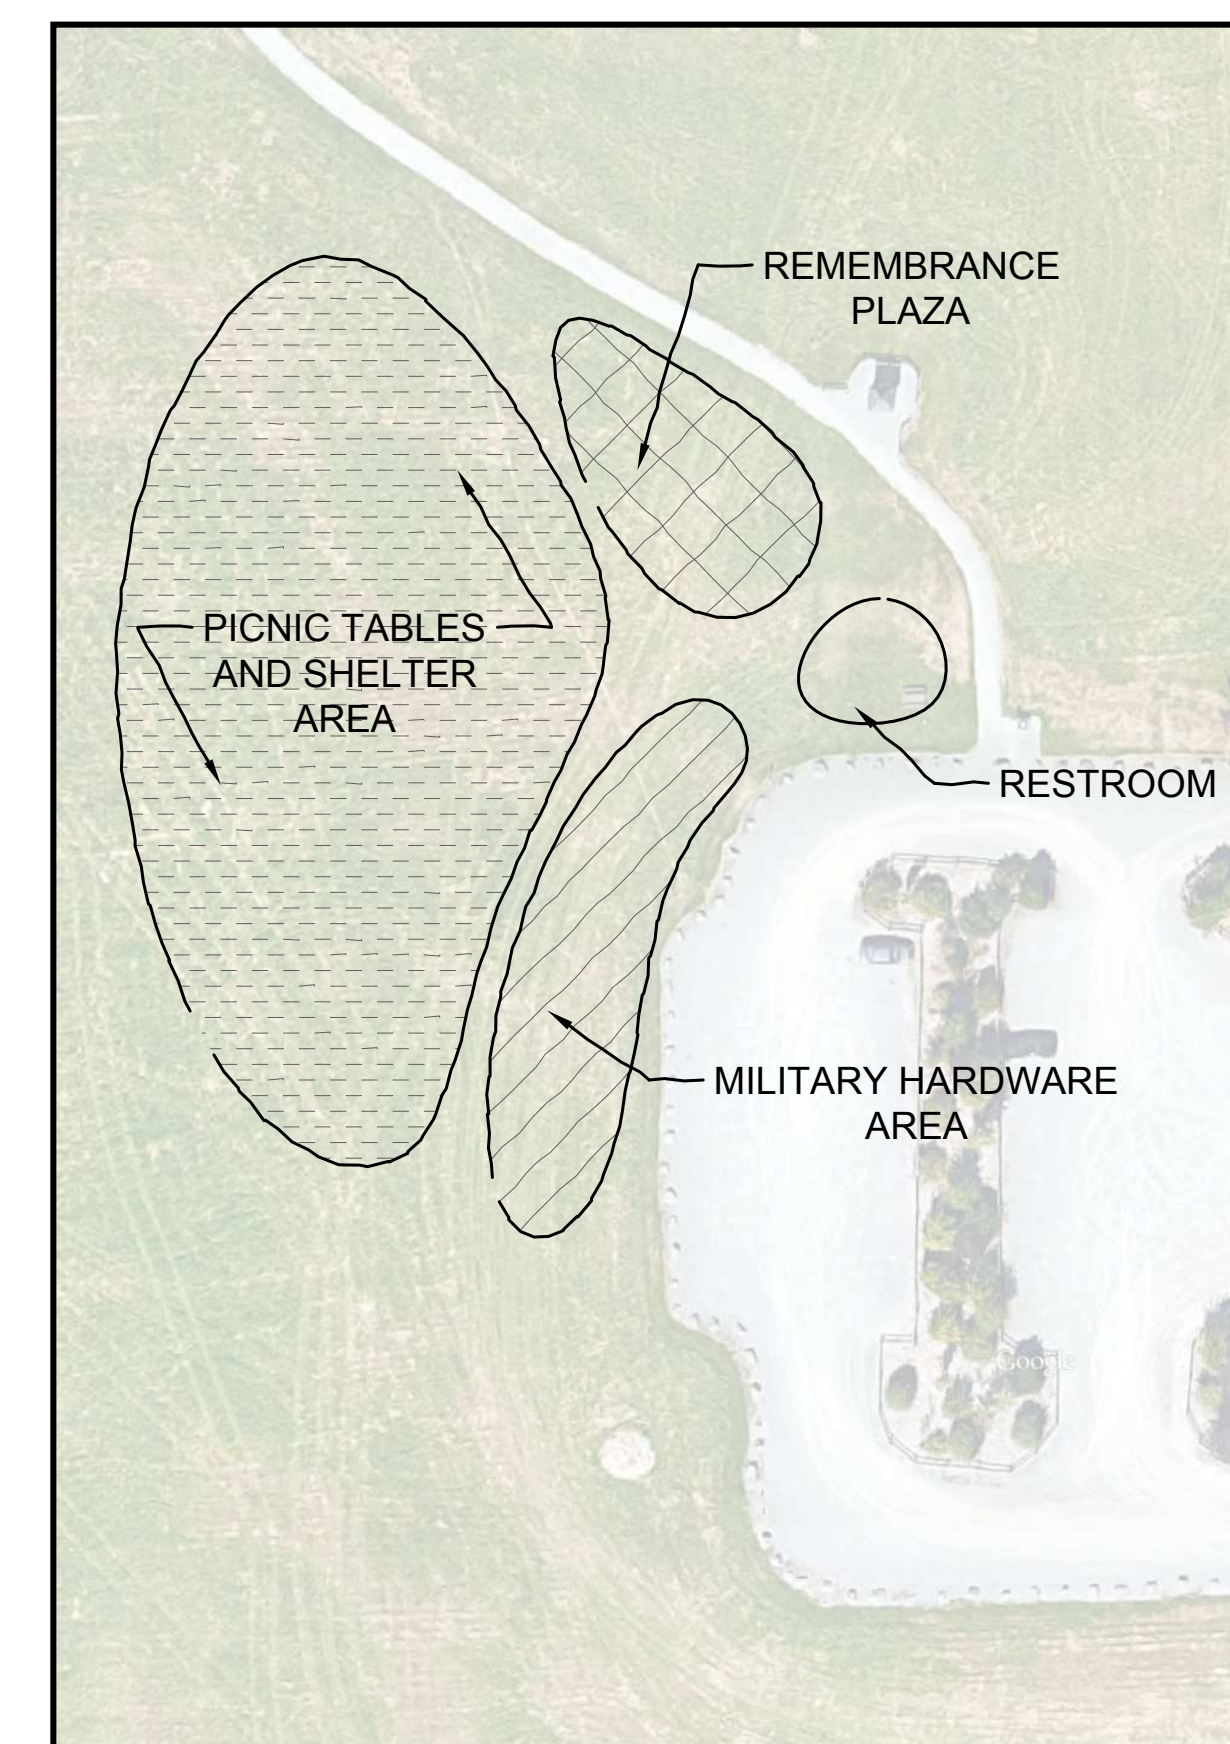 REMEMBRANCE
PLAZA
PICNIC TABLES
AND SHELTER
AREA
RESTROOM
MILITARY HARDWARE
AREA
Google